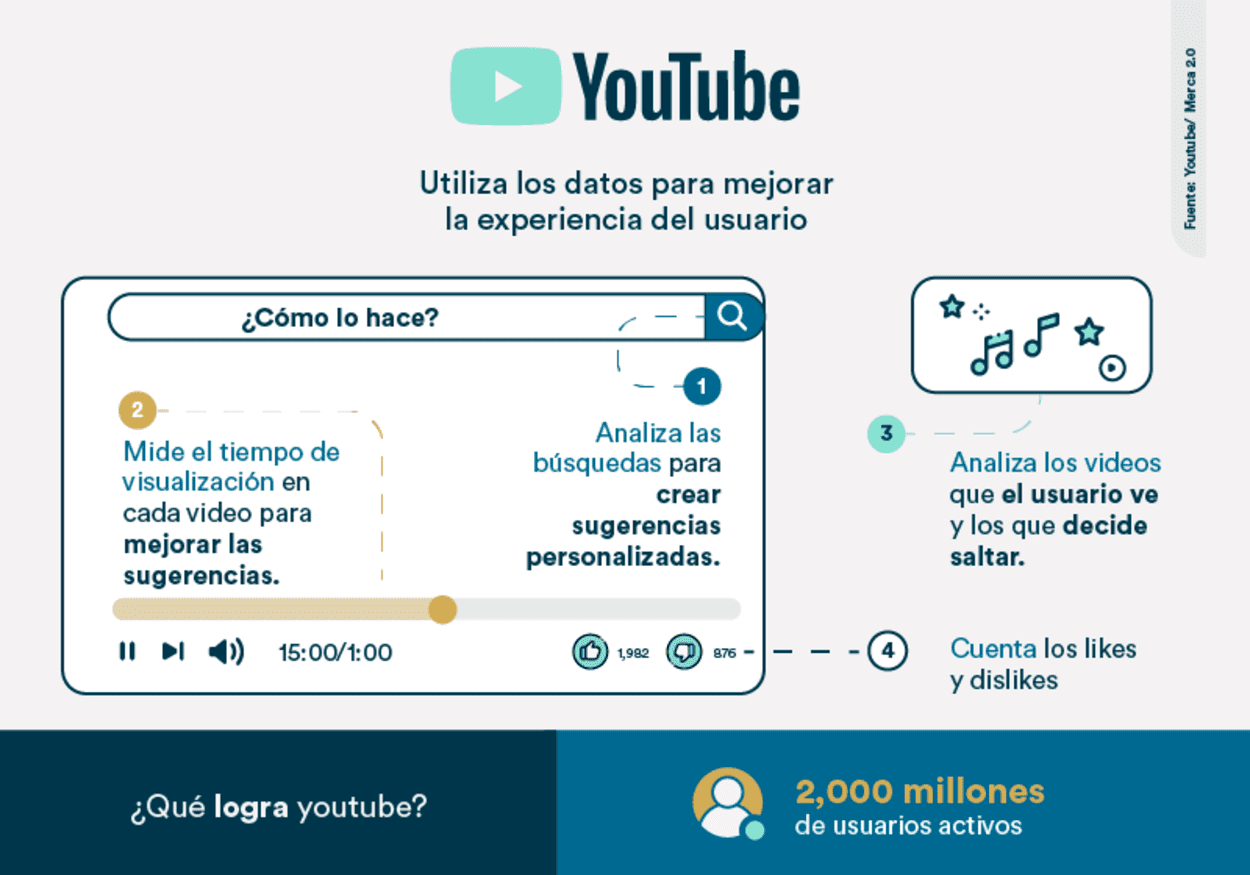 YouTube
Fuente: Youtube/ Merca 2.0
Utiliza los datos para mejorar
la experiencia del usuario
¿Cómo lo hace?
1
Analiza las
búsquedas para
crear
sugerencias
personalizadas.
2
Mide el tiempo de
visualización en
cada video para
mejorar las
sugerencias.
15:00/1:00
1,982
876
3
Analiza los videos
que el usuario ve
y los que decide
saltar.
4
Cuenta los likes
y dislikes
¿Qué logra youtube?
2,000 millones
de usuarios activos